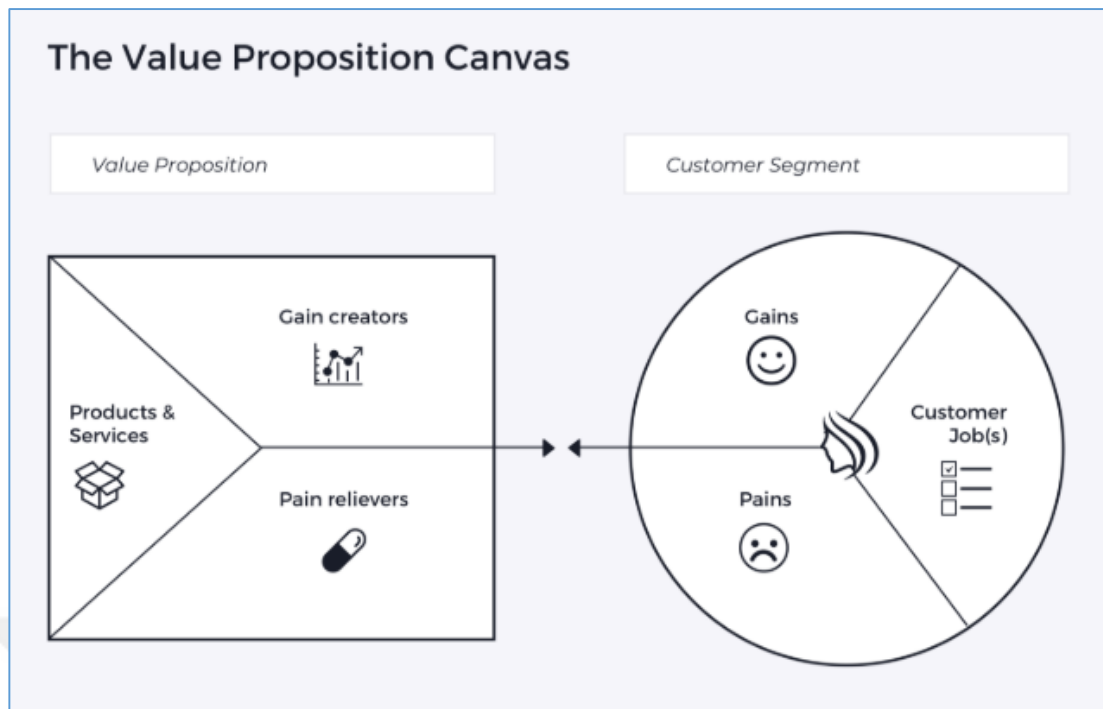 The Value Proposition Canvas
Value Proposition
Customer Segment
Gain creators
Products &
Services
Pain relievers
Gains
Customer
Job(s)
Pains